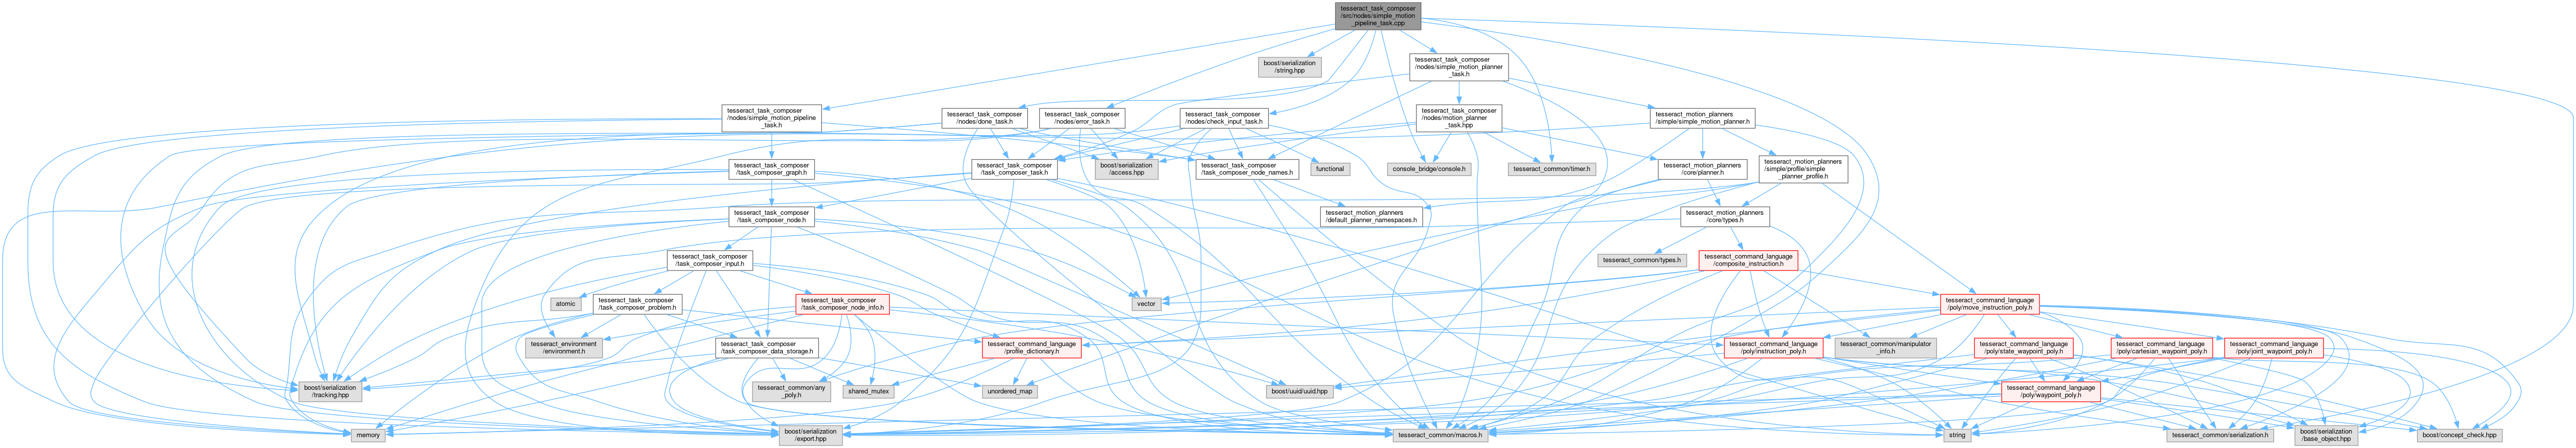 tesseract_task_composer
/src/nodes/simple_motion
_pipeline_task.cpp
boost/serialization
/string.hpp
tesseract_task_composer
/nodes/simple_motion_planner
_task.h
tesseract_task_composer
/nodes/simple_motion_pipeline
_task.h
tesseract_task_composer
/nodes/done_task.h
tesseract_task_composer
/nodes/error_task.h
tesseract_task_composer
/nodes/check_input_task.h
tesseract_task_composer
/nodes/motion_planner
_task.hpp
tesseract_motion_planners
/simple/simple_motion_planner.h
tesseract_task_composer
/task_composer_graph.h
tesseract_task_composer
/task_composer_task.h
boost/serialization
/access.hpp
tesseract_task_composer
/task_composer_node_names.h
functional
console_bridge/console.h
tesseract_common/timer.h
tesseract_motion_planners
/core/planner.h
tesseract_motion_planners
/simple/profile/simple
_planner_profile.h
tesseract_task_composer
/task_composer_node.h
tesseract_motion_planners
/default_planner_namespaces.h
tesseract_motion_planners
/core/types.h
tesseract_task_composer
/task_composer_input.h
tesseract_common/types.h
tesseract_command_language
/composite_instruction.h
atomic
tesseract_task_composer
/task_composer_problem.h
tesseract_task_composer
/task_composer_node_info.h
vector
tesseract_command_language
/poly/move_instruction_poly.h
tesseract_environment
/environment.h
tesseract_task_composer
/task_composer_data_storage.h
tesseract_command_language
/profile_dictionary.h
tesseract_command_language
/poly/instruction_poly.h
tesseract_common/manipulator
_info.h
tesseract_command_language
/poly/state_waypoint_poly.h
tesseract_command_language
/poly/cartesian_waypoint_poly.h
tesseract_command_language
/poly/joint_waypoint_poly.h
boost/serialization
/tracking.hpp
tesseract_common/any
_poly.h
shared_mutex
unordered_map
boost/uuid/uuid.hpp
tesseract_command_language
/poly/waypoint_poly.h
memory
boost/serialization
/export.hpp
tesseract_common/macros.h
string
tesseract_common/serialization.h
boost/serialization
/base_object.hpp
boost/concept_check.hpp